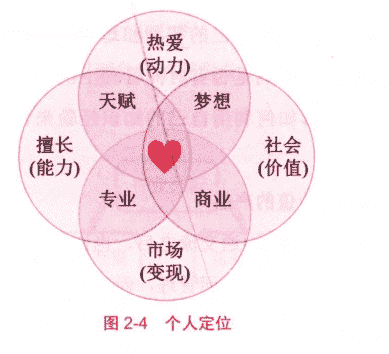 热爱
(动力)
天赋
梦想
擅长
(能力)
社会
(价值)
专业
商业
市场
(变现)
图 2-4 个人定位